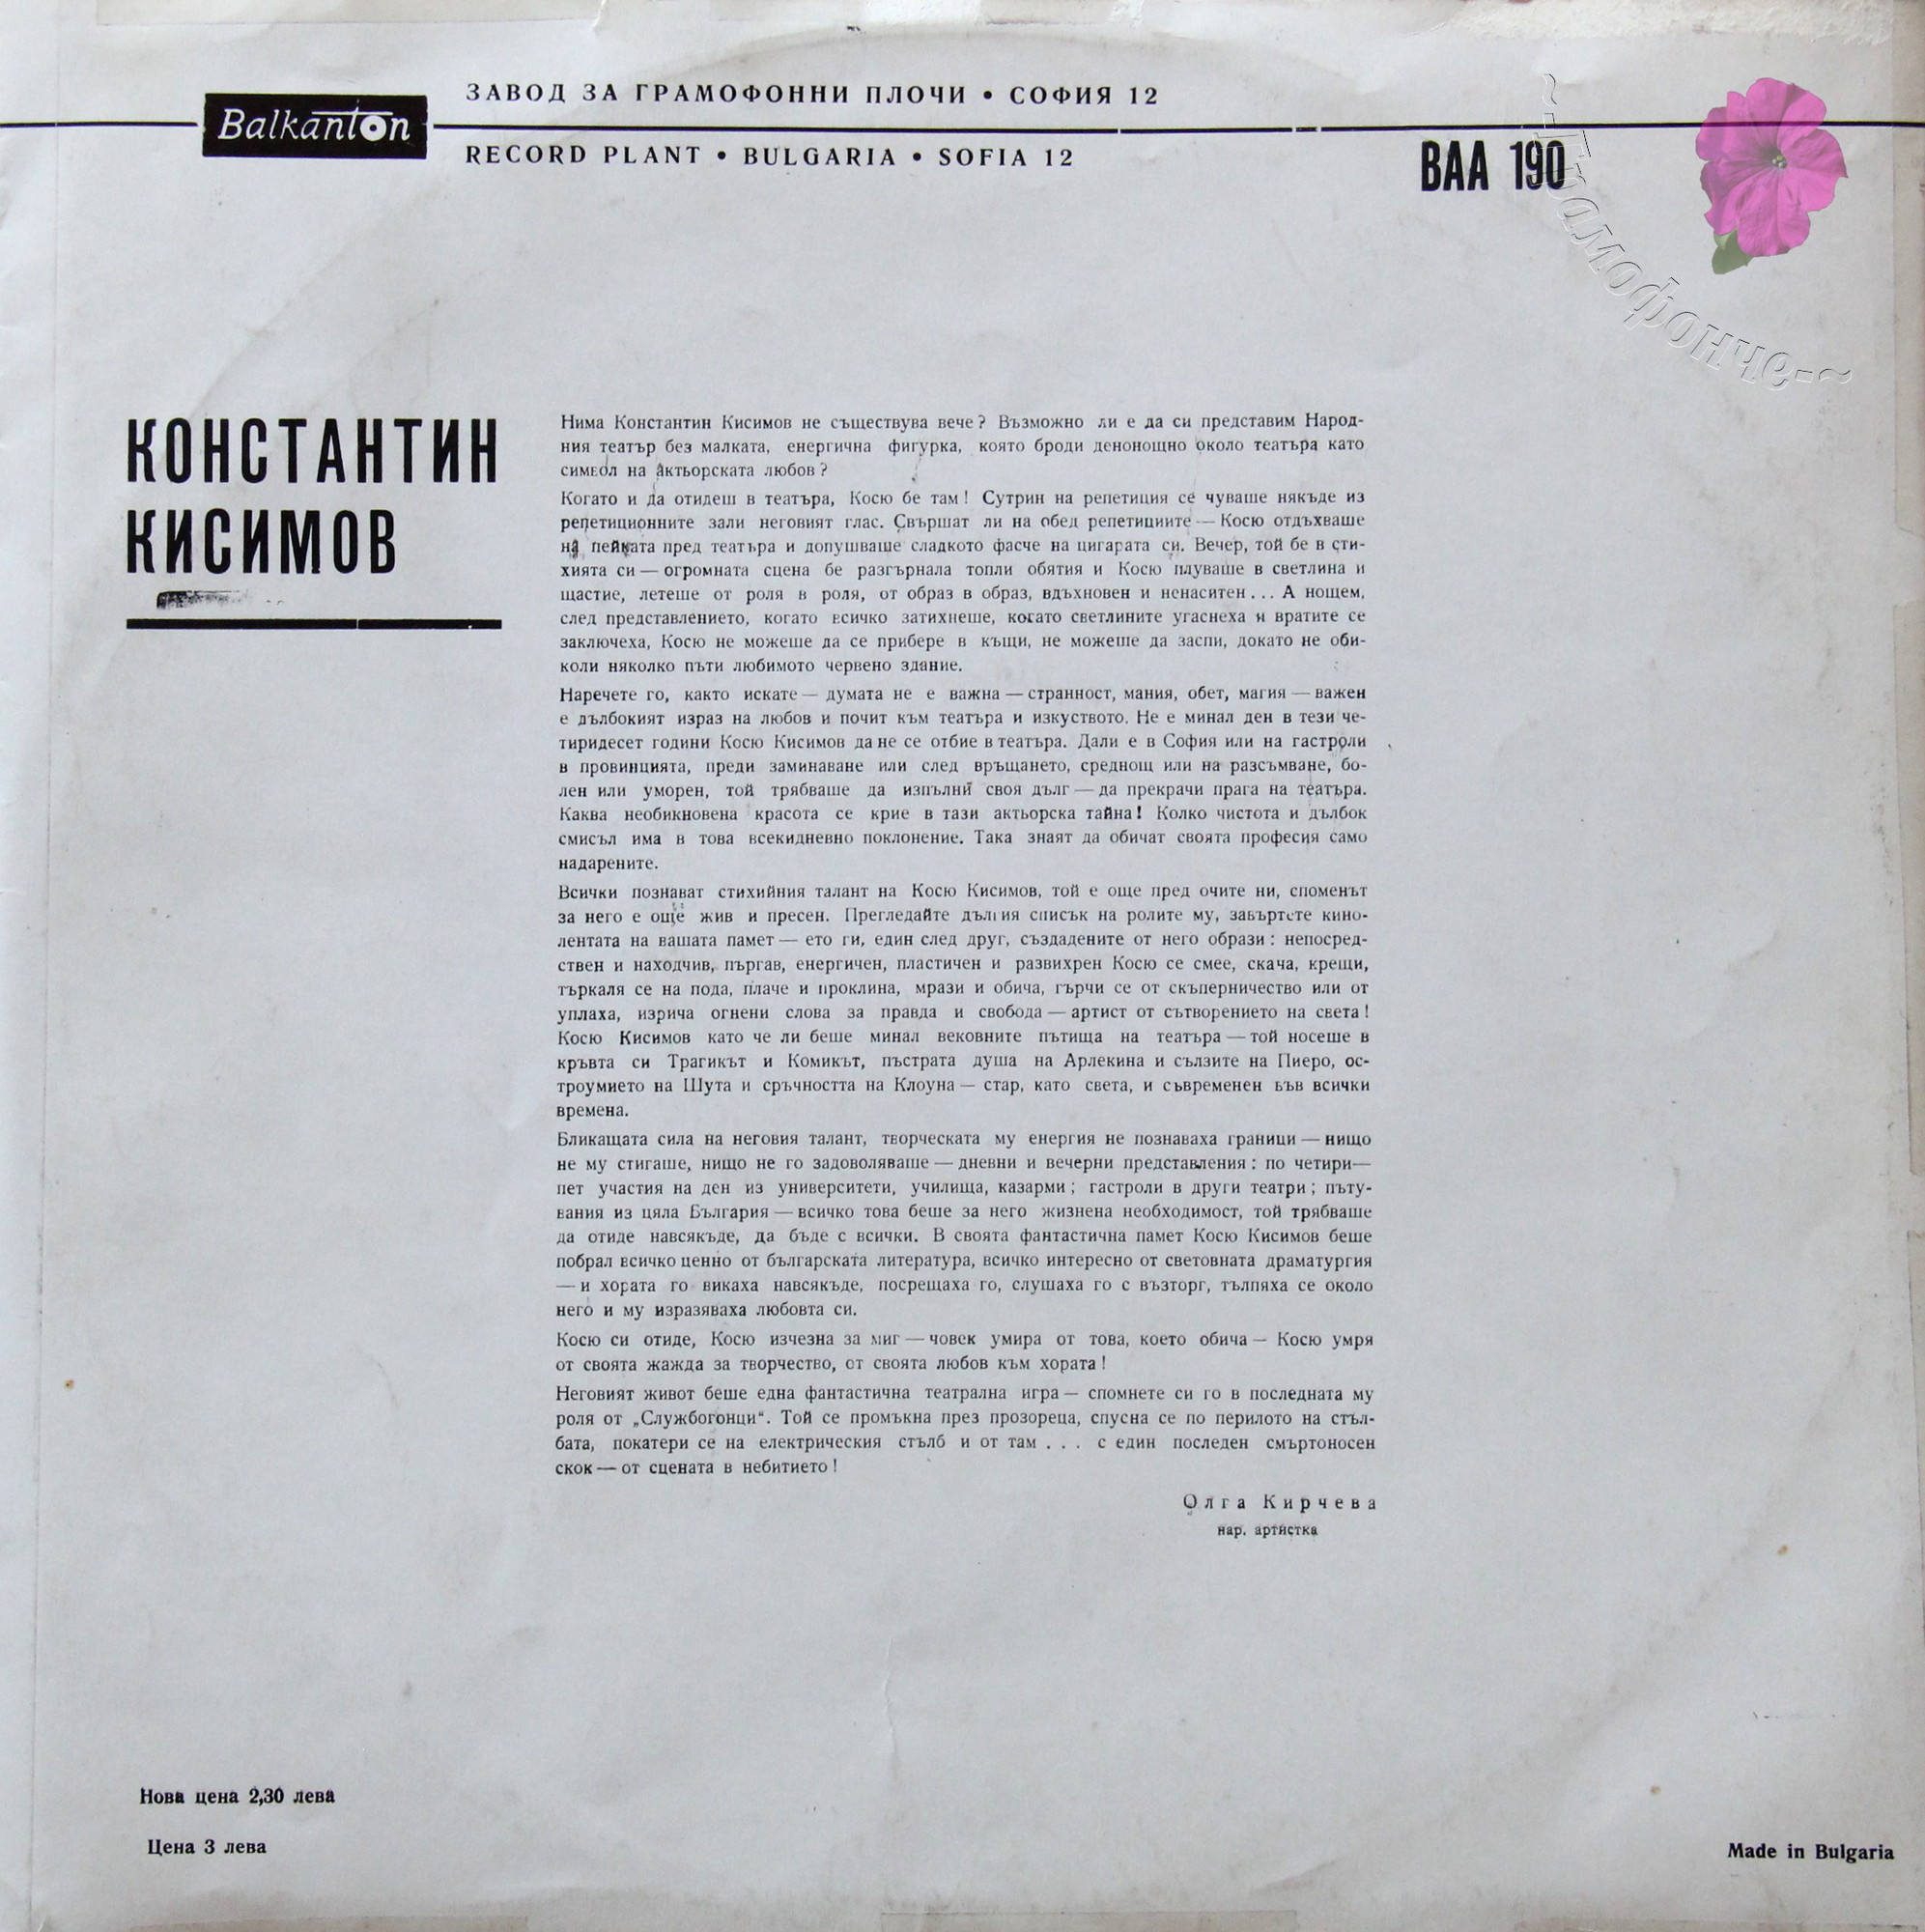 ЗАВОД ЗА ГРАМОФОННИ ПЛОЧИ • СОФИЯ 12
Balkanton
RECORD PLANT • BULGARIA • SOFIA 12
ВАА 190
~-Грамофонче-~
КОНСТАНТИН
КИСИМОВ
Нима Константин Кисимов не съществува вече? Възможно ли е да си представим Народ-
ния театър без малката, енергична фигурка, която броди денонощно около театъра като
символ на актьорската любов?
Когато и да отидеш в театъра, Косю бе там! Сутрин на репетиция се чуваше някъде из
репетиционните зали неговият глас. Свършат ли на обед репетициите — Косю отдъхваше
на пейката пред театъра и допушваше сладкото фасче на цигарата си. Вечер, той бе в сти-
хията си — огромната сцена бе разгърнала топли обятия и Косю плуваше в светлина и
щастие, летеше от роля в роля, от образ в образ, вдъхновен и ненаситен... А нощем,
след представлението, когато всичко затихнеше, когато светлините угаснеха и вратите се
заключеха, Косю не можеше да се прибере в къщи, не можеше да заспи, докато не оби-
коли няколко пъти любимото червено здание.
Наречете го, както искате — думата не е важна — странност, мания, обет, магия — важен
е дълбокият израз на любов и почит към театъра и изкуството. Не е минал ден в тези че-
тиридесет години Косю Кисимов да не се отбие в театъра. Дали е в София или на гастроли
в провинцията, преди заминаване или след връщането, среднощ или на разсъмване, бо-
лен или уморен, той трябваше да изпълни своя дълг — да прекрачи прага на театъра.
Каква необикновена красота се крие в тази актьорска тайна! Колко чистота и дълбок
смисъл има в това всекидневно поклонение. Така знаят да обичат своята професия само
надарените.
Всички познават стихийния талант на Косю Кисимов, той е още пред очите ни, споменът
за него е още жив и пресен. Прегледайте дългия списък на ролите му, завъртете кино-
лентата на вашата памет — ето ги, един след друг, създадените от него образи: непосред-
ствен и находчив, пъргав, енергичен, пластичен и развихрен Косю се смее, скача, крещи,
търкаля се на пода, плаче и проклина, мрази и обича, гърчи се от скъперничество или от
уплаха, изрича огнени слова за правда и свобода — артист от сътворението на света!
Косю Кисимов като че ли беше минал вековните пътища на театъра — той носеше в
кръвта си Трагикът и Комикът, пъстрата душа на Арлекина и сълзите на Пиеро, ос-
троумието на Шута и сръчността на Клоуна — стар, като света, и съвременен във всички
времена.
Бликащата сила на неговия талант, творческата му енергия не познаваха граници — нищо
не му стигаше, нищо не го задоволяваше — дневни и вечерни представления: по четири—
пет участия на ден из университети, училища, казарми; гастроли в други театри; пъту-
вания из цяла България — всичко това беше за него жизнена необходимост, той трябваше
да отиде навсякъде, да бъде с всички. В своята фантастична памет Косю Кисимов беше
побрал всичко ценно от българската литература, всичко интересно от световната драматургия
— и хората го викаха навсякъде, посрещаха го, слушаха го с възторг, тълпяха се около
него и му изразяваха любовта си.
Косю си отиде, Косю изчезна за миг — човек умира от това, което обича — Косю умря
от своята жажда за творчество, от своята любов към хората!
Неговият живот беше една фантастична театрална игра — спомнете си го в последната му
роля от „Службогонци“. Той се промъкна през прозореца, спусна се по перилото на стъл-
бата, покатери се на електрическия стълб и от там ... с един последен смъртоносен
скок — от сцената в небитието!
Олга Кирчева
нар. артистка
Нова цена 2,30 лева
Цена 3 лева
Made in Bulgaria